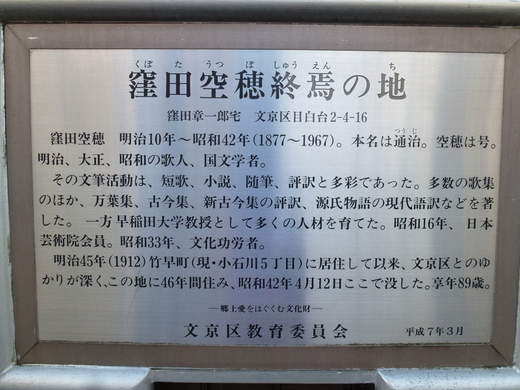 くぼ た うつ ぼ しゅう えん ち
窪田空穂終焉の地
窪田章一郎宅 文京区目白台2-4-16
つうじ
窪田空穂 明治10年～昭和42年(1877～1967)。本名は通治。空穂は号。
明治、大正、昭和の歌人、国文学者。
その文筆活動は、短歌、小説、随筆、評訳と多彩であった。多数の歌集
のほか、万葉集、古今集、新古今集の評訳、源氏物語の現代語訳などを著
した。 一方早稲田大学教授として多くの人材を育てた。昭和16年、日本
芸術院会員。昭和33年、文化功労者。
明治45年(1912)竹早町(現・小石川5丁目)に居住して以来、文京区とのゆ
かりが深く、この地に46年間住み、昭和42年4月12日ここで没した。享年89歳。
―郷土愛をはぐくむ文化財―
文京区教育委員会 平成7年3月